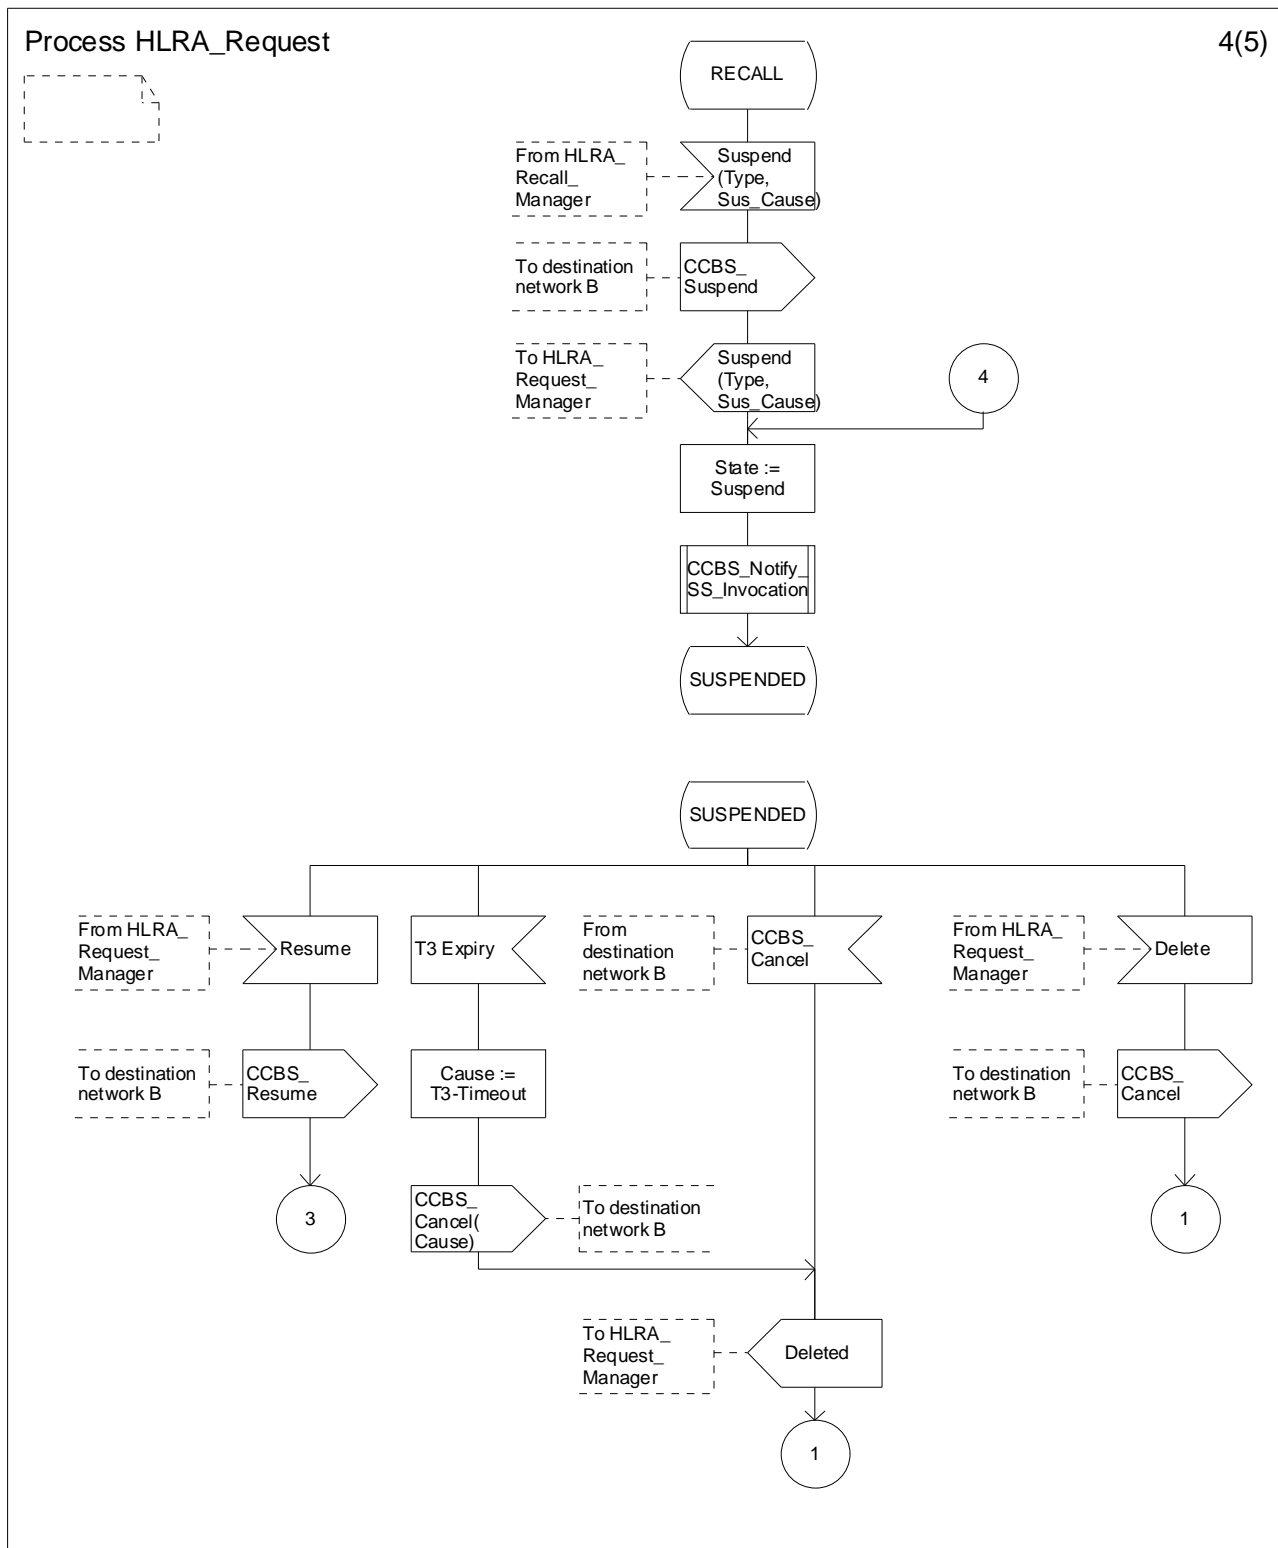 Process HLRA_Request
4(5)
RECALL
From HLRA_
Recall_
Manager
Suspend
(Type,
Sus_Cause)
To destination
network B
CCBS_
Suspend
To HLRA_
Request_
Manager
Suspend
(Type,
Sus_Cause)
4
State :=
Suspend
CCBS_Notify_
SS_Invocation
SUSPENDED
SUSPENDED
From HLRA_
Request_
Manager
Resume
T3 Expiry
From
destination
network B
CCBS_
Cancel
From HLRA_
Request_
Manager
Delete
To destination
network B
CCBS_
Resume
Cause :=
T3-Timeout
To destination
network B
CCBS_
Cancel
3
CCBS_
Cancel(
Cause)
To destination
network B
1
To HLRA_
Request_
Manager
Deleted
1